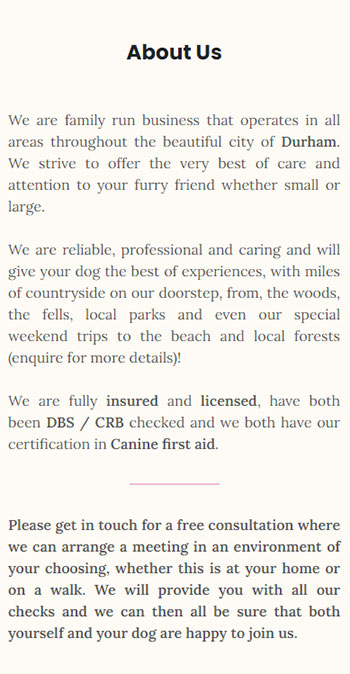 About Us
We are family run business that operates in all
areas throughout the beautiful city of Durham.
We strive to offer the very best of care and
attention to your furry friend whether small or
large.
We are reliable, professional and caring and will
give your dog the best of experiences, with miles
of countryside on our doorstep, from, the woods,
the fells, local parks and even our special
weekend trips to the beach and local forests
(enquire for more details)!
We are fully insured and licensed, have both
been DBS / CRB checked and we both have our
certification in Canine first aid.
Please get in touch for a free consultation where
we can arrange a meeting in an environment of
your choosing, whether this is at your home or
on a walk. We will provide you with all our
checks and we can then all be sure that both
yourself and your dog are happy to join us.